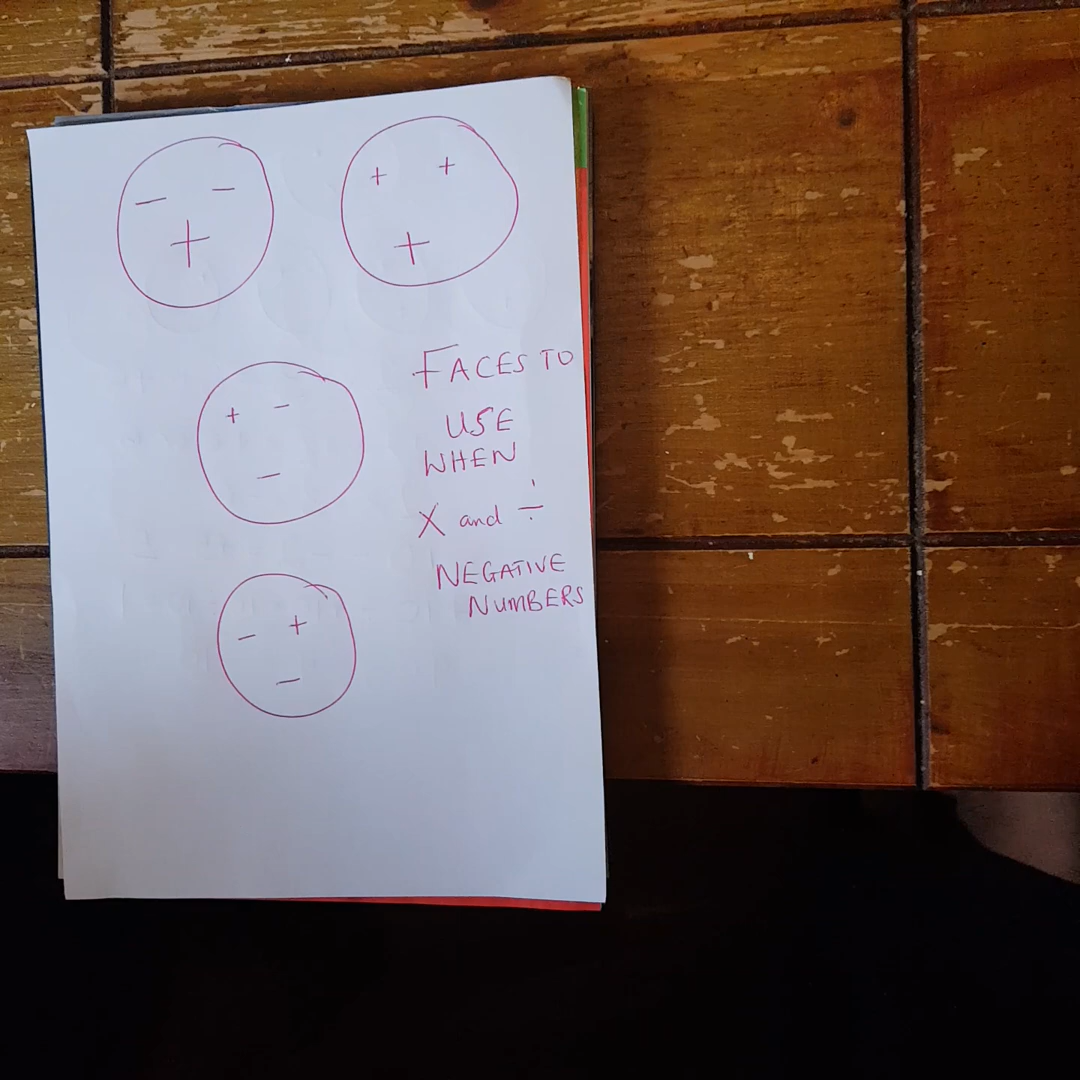 − −
+
+ +
+
+ −
−
− +
−
FACES TO
USE
WHEN
X and ÷
NEGATIVE
NUMBERS